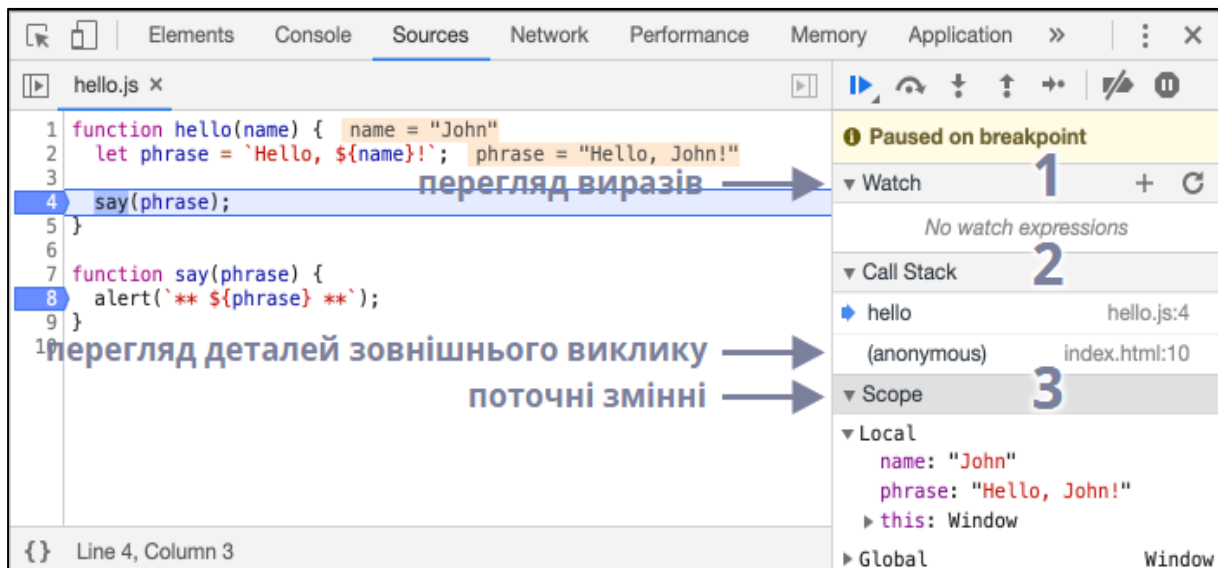 Elements Console Sources Network Performance Memory Application »
hello.js ×
1 function hello(name) { name = "John"
2 let phrase = `Hello, ${name}!`; phrase = "Hello, John!"
3
4 say(phrase);
5 }
6
7 function say(phrase) {
8 alert(`** ${phrase} **`);
9 }
10
перегляд виразів
перегляд деталей зовнішнього виклику
поточні змінні
{} Line 4, Column 3
Paused on breakpoint
1
Watch
No watch expressions
2
Call Stack
hello hello.js:4
(anonymous) index.html:10
3
Scope
Local
name: "John"
phrase: "Hello, John!"
this: Window
Global Window